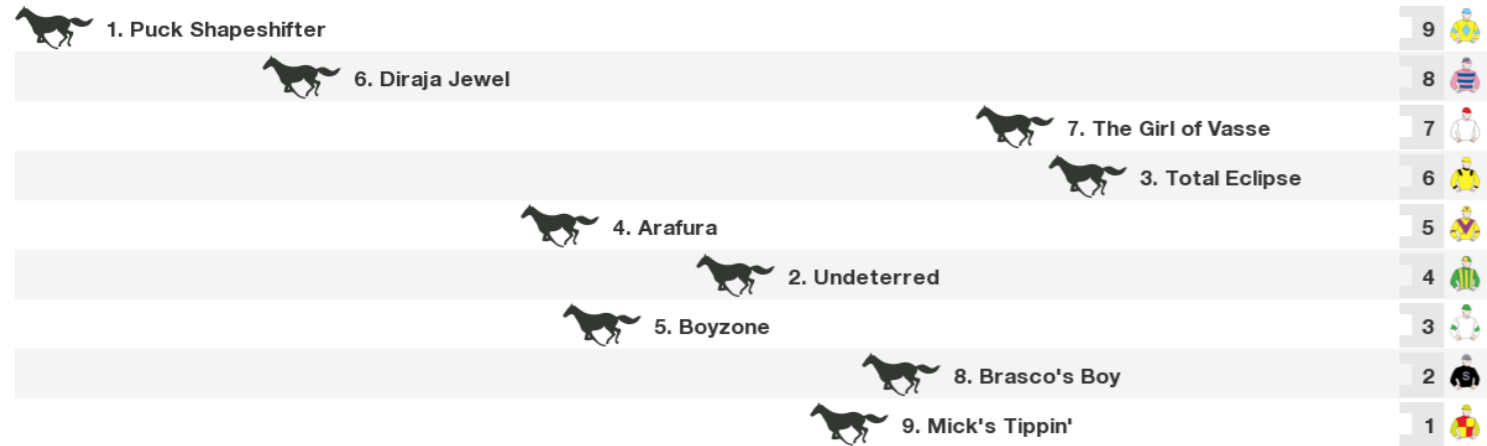 1. Puck Shapeshifter 9
6. Diraja Jewel 8
7. The Girl of Vasse 7
3. Total Eclipse 6
4. Arafura 5
2. Undeterred 4
5. Boyzone 3
8. Brasco's Boy 2 S
9. Mick's Tippin' 1